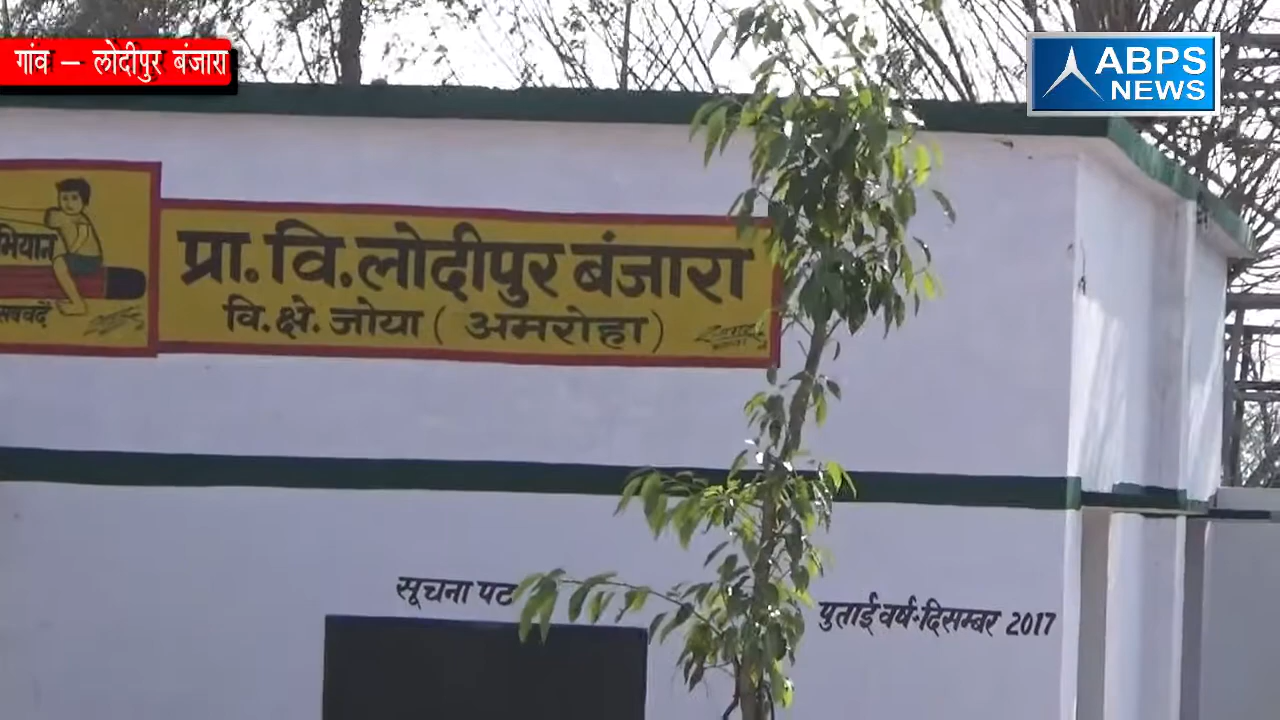 गांव – लोदीपुर बंजारा
ABPS
NEWS
भियान
प्रा. वि. लोदीपुर बंजारा
वि. क्षे. जोया ( अमरोहा )
सूचना पट
पुताई वर्ष-दिसम्बर 2017